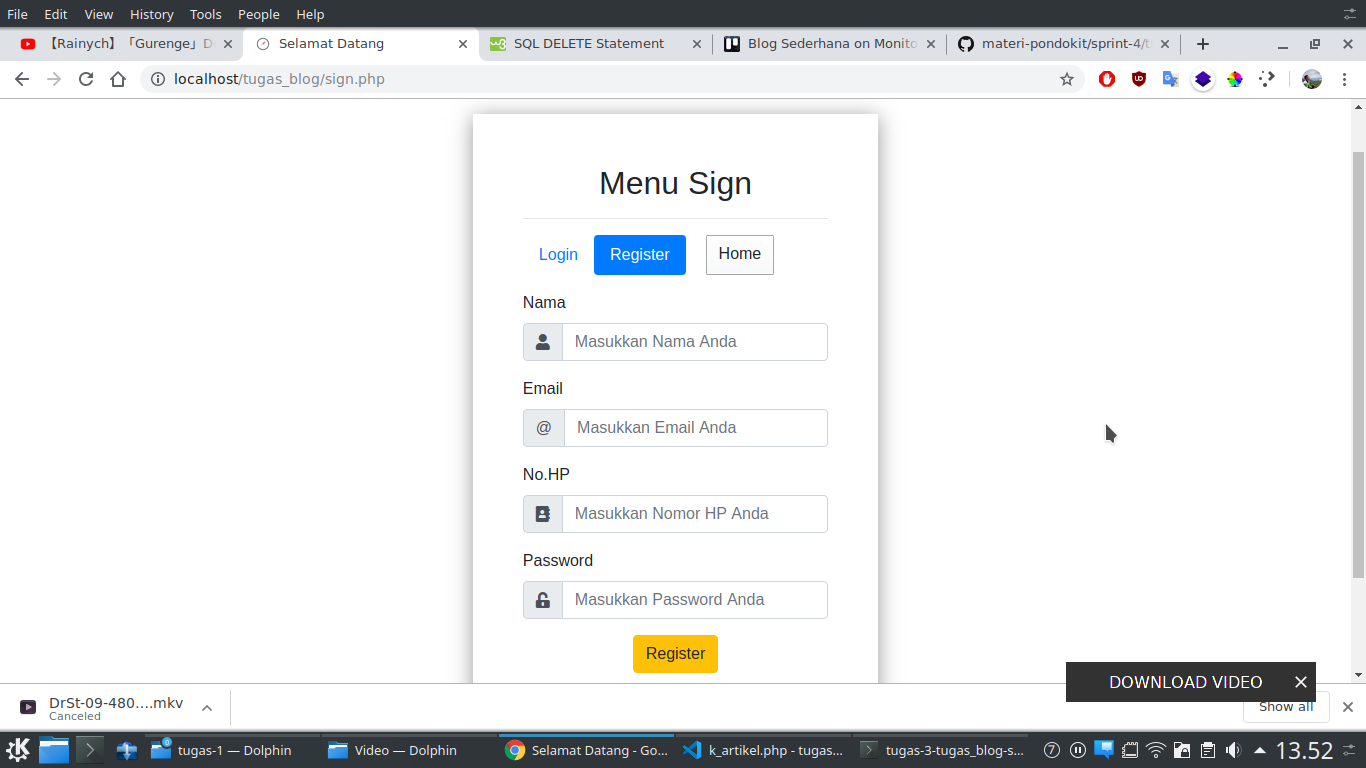 File Edit View History Tools People Help
【Rainych】「Gurenge」D
Selamat Datang
SQL DELETE Statement
Blog Sederhana on Monito
materi-pondokit/sprint-4/t
localhost/tugas_blog/sign.php
Menu Sign
Login Register Home
Nama
Masukkan Nama Anda
Email
@ Masukkan Email Anda
No.HP
Masukkan Nomor HP Anda
Password
Masukkan Password Anda
Register
DOWNLOAD VIDEO
DrSt-09-480....mkv
Canceled
Show all
tugas-1 — Dolphin
Video — Dolphin
Selamat Datang - Go...
k_artikel.php - tugas...
tugas-3-tugas_blog-s...
7
13.52